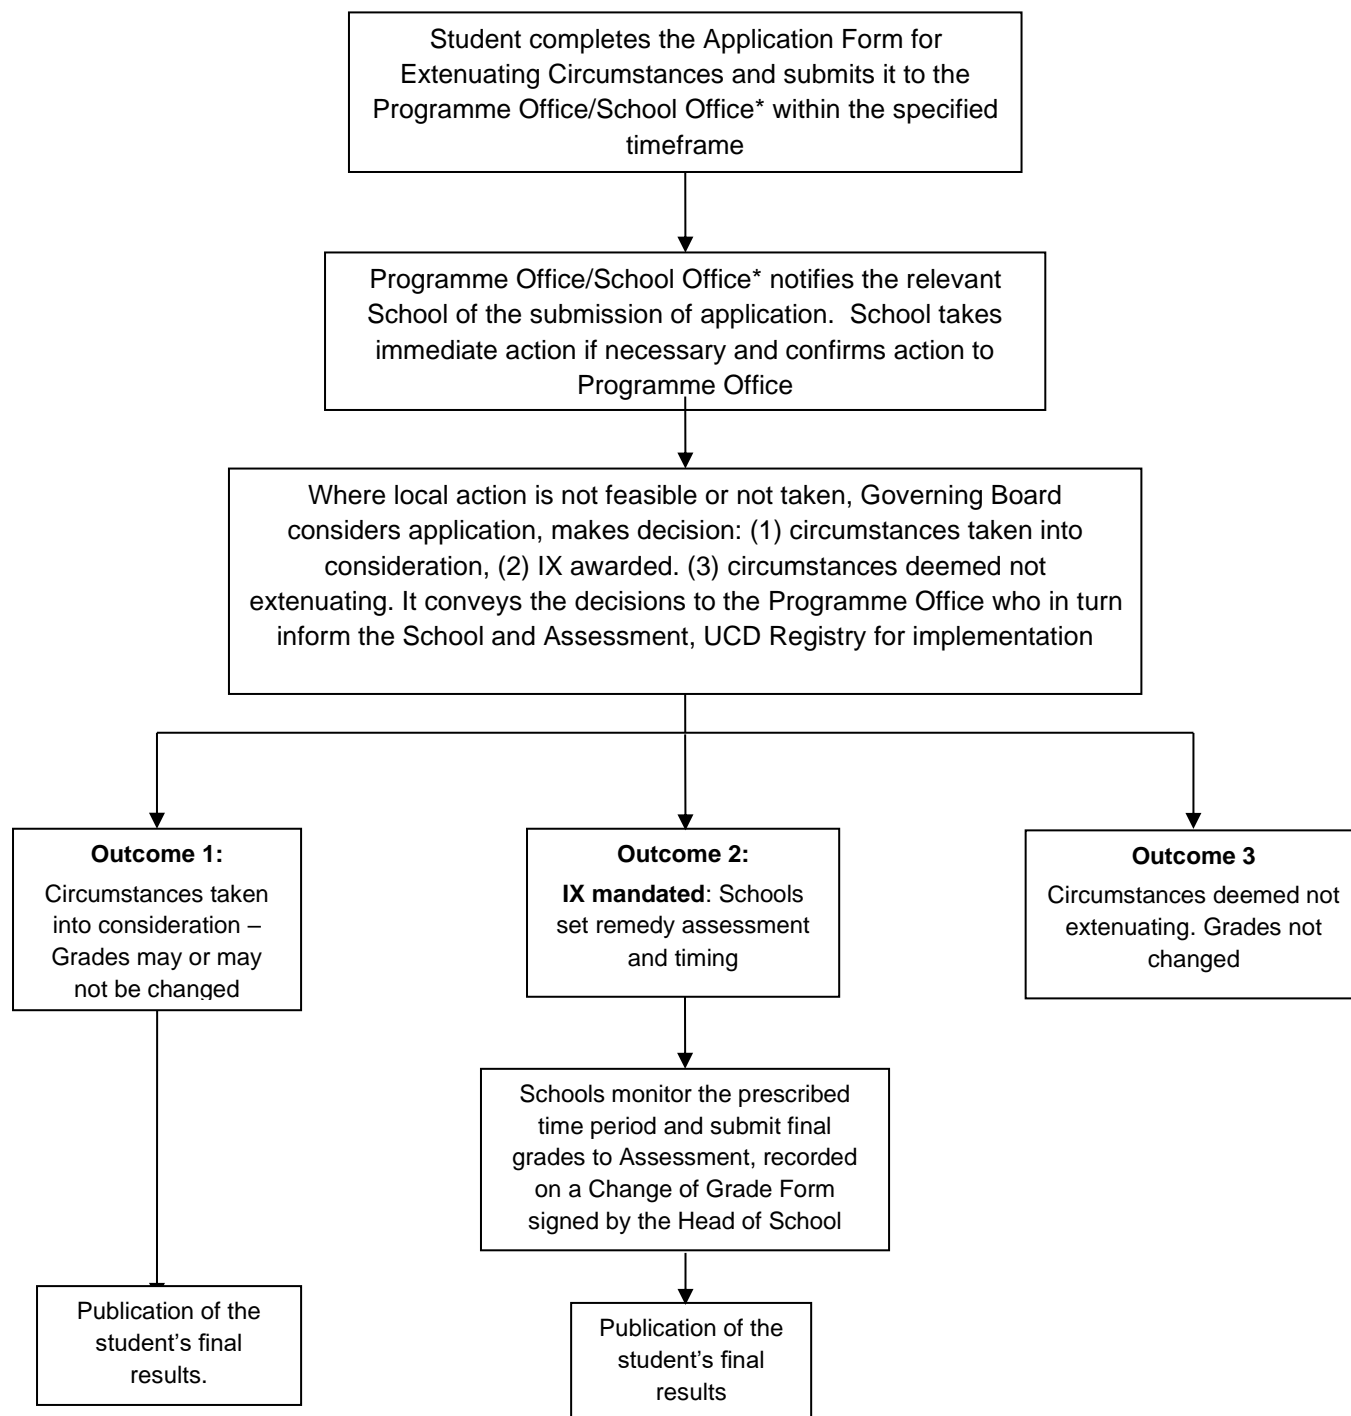 Student completes the Application Form for
Extenuating Circumstances and submits it to the
Programme Office/School Office* within the specified
timeframe
Programme Office/School Office* notifies the relevant
School of the submission of application.  School takes
immediate action if necessary and confirms action to
Programme Office
Where local action is not feasible or not taken, Governing Board
considers application, makes decision: (1) circumstances taken into
consideration, (2) IX awarded. (3) circumstances deemed not
extenuating. It conveys the decisions to the Programme Office who in turn
inform the School and Assessment, UCD Registry for implementation
Outcome 1:
Circumstances taken
into consideration –
Grades may or may
not be changed
Outcome 2:
IX mandated: Schools
set remedy assessment
and timing
Outcome 3
Circumstances deemed not
extenuating. Grades not
changed
Schools monitor the prescribed
time period and submit final
grades to Assessment, recorded
on a Change of Grade Form
signed by the Head of School
Publication of the
student’s final
results.
Publication of the
student’s final
results